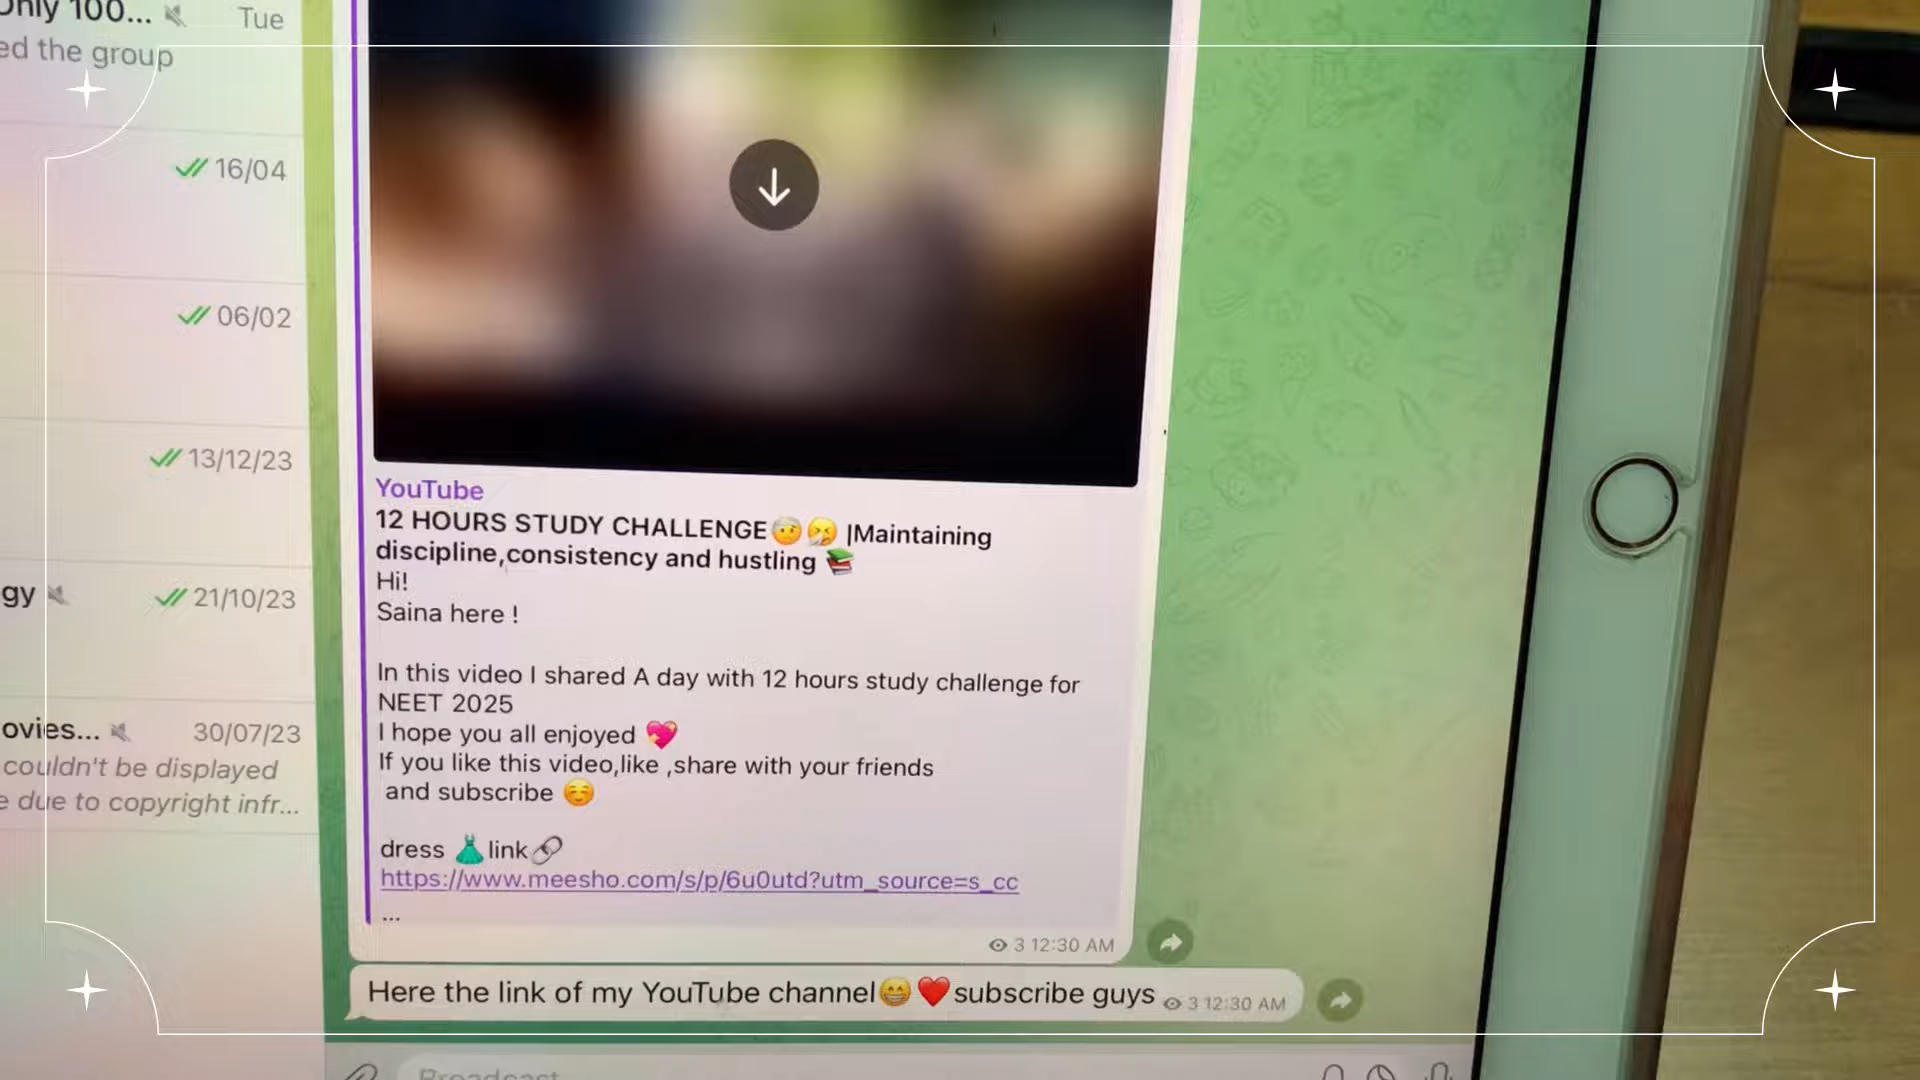 Only 100...
Tue
ed the group
16/04
06/02
13/12/23
gy
21/10/23
ovies...
30/07/23
couldn't be displayed
e due to copyright infr...
YouTube
12 HOURS STUDY CHALLENGE🤕🤧 |Maintaining
discipline,consistency and hustling 📚
Hi!
Saina here !
In this video I shared A day with 12 hours study challenge for
NEET 2025
I hope you all enjoyed 💖
If you like this video,like ,share with your friends
and subscribe ☺️
dress 👗link🔗
https://www.meesho.com/s/p/6u0utd?utm_source=s_cc
...
3 12:30 AM
Here the link of my YouTube channel😁❤️subscribe guys
3 12:30 AM
Broadcast